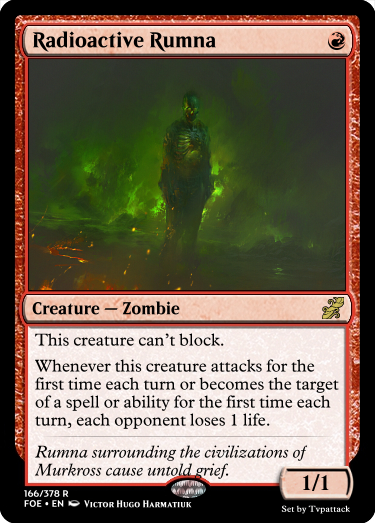 Radioactive Rumna
Creature — Zombie
This creature can't block.
Whenever this creature attacks for the
first time each turn or becomes the target
of a spell or ability for the first time each
turn, each opponent loses 1 life.
Rumna surrounding the civilizations of
Murkross cause untold grief.
1/1
166/378 R
FOE • EN Victor Hugo Harmatiuk
Set by Tvpattack